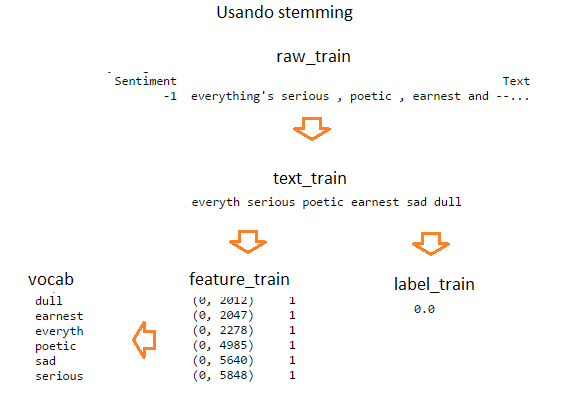 Usando stemming
raw_train
Sentiment Text
-1 everything's serious , poetic , earnest and --...
text_train
everyth serious poetic earnest sad dull
vocab
dull
earnest
everyth
poetic
sad
serious
feature_train
(0, 2012) 1
(0, 2047) 1
(0, 2278) 1
(0, 4985) 1
(0, 5640) 1
(0, 5848) 1
label_train
0.0